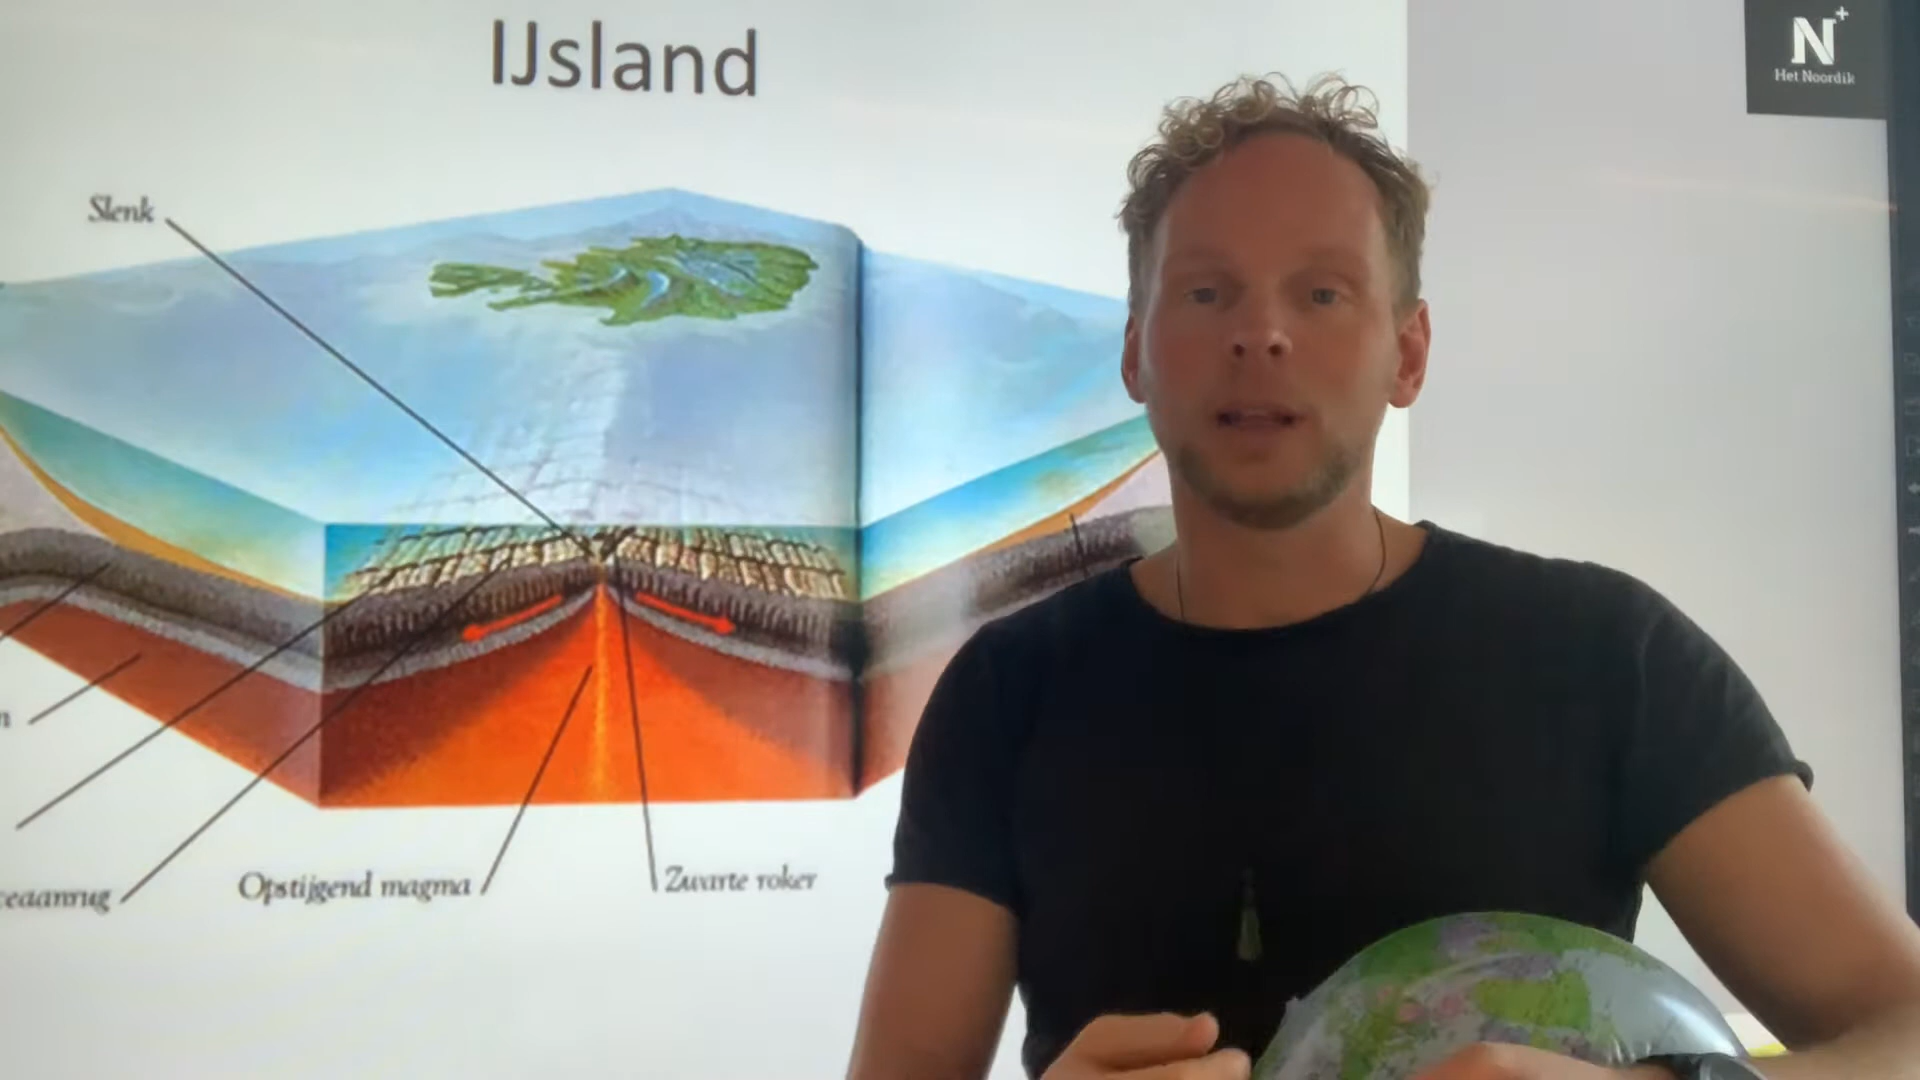 IJsland
N+
Het Noordik
Slenk
Opstijgend magma
Zwarte roker